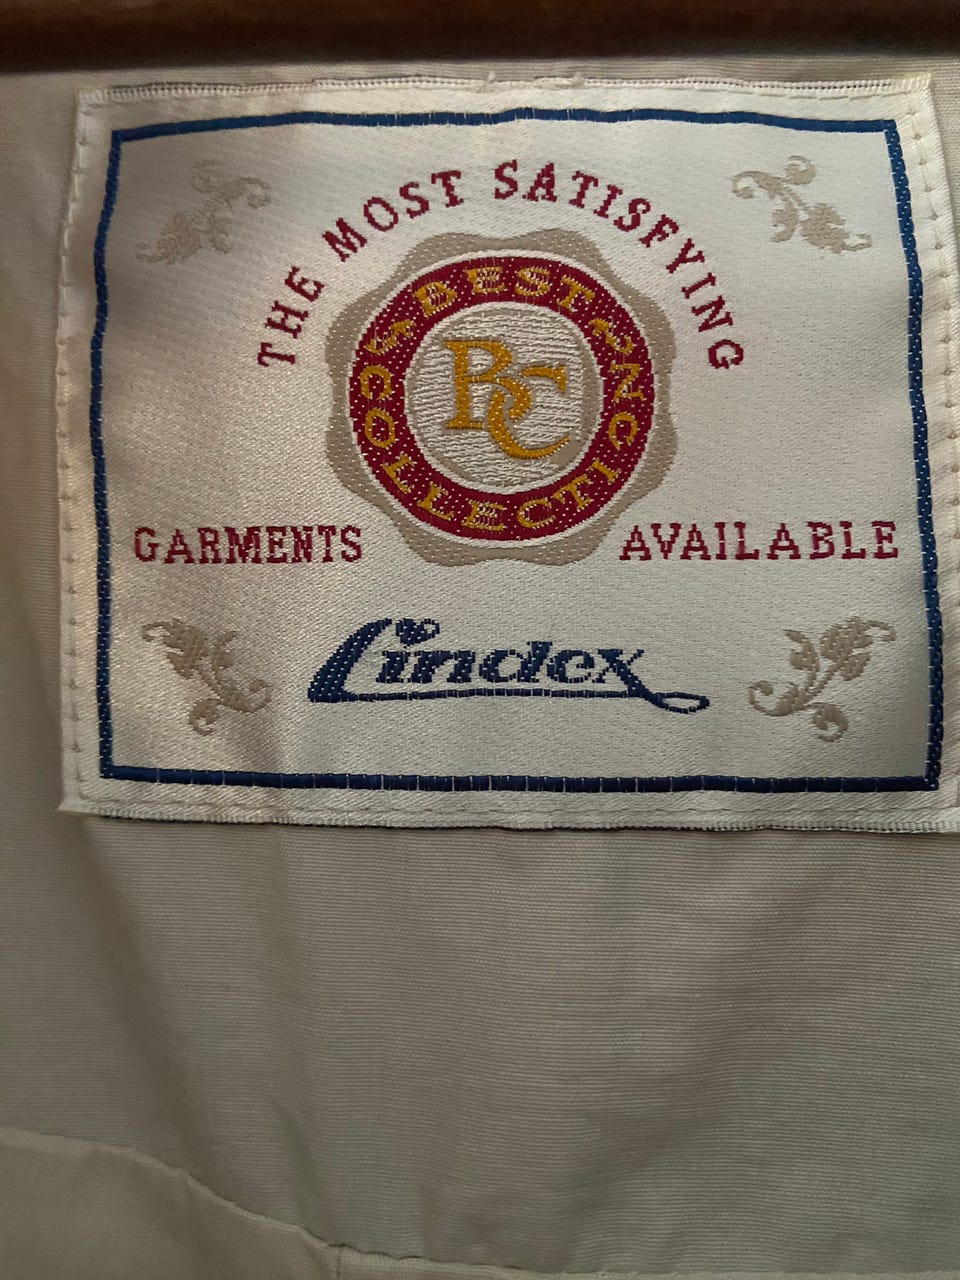 THE MOST SATISFYING
BEST
COLLECTION
BC
GARMENTS AVAILABLE
Lindex